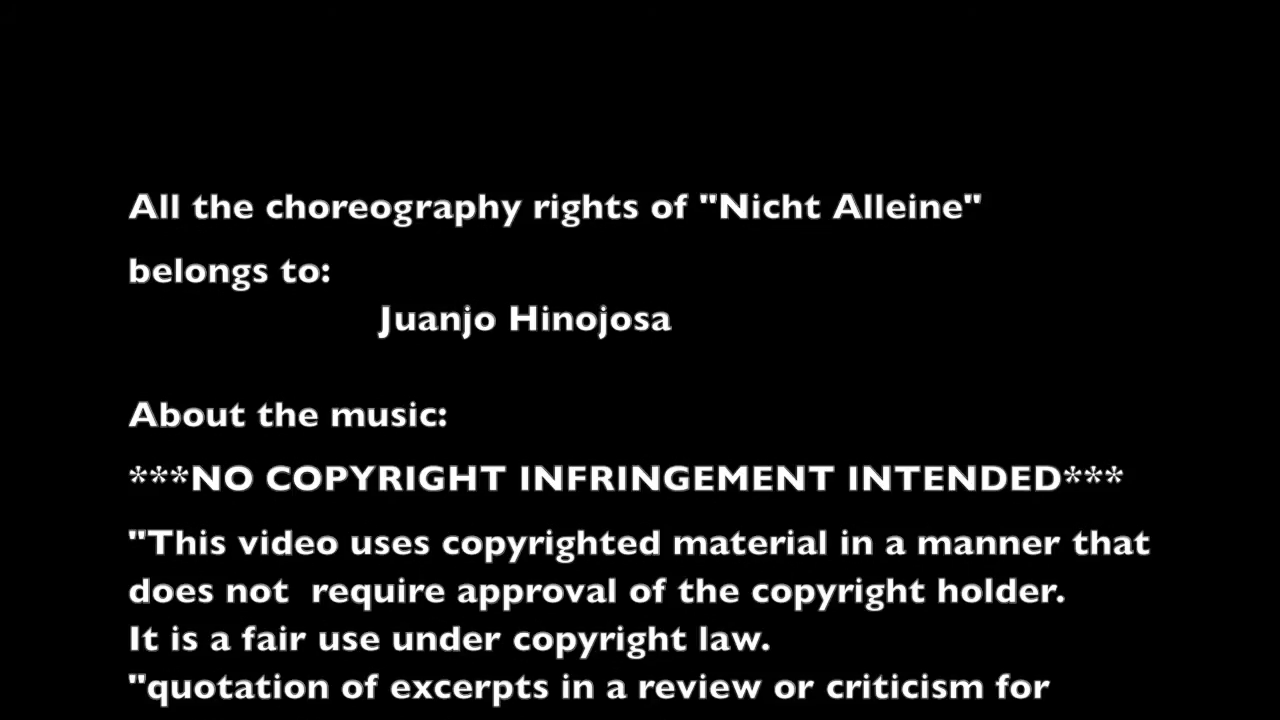 All the choreography rights of "Nicht Alleine"
belongs to:
Juanjo Hinojosa
About the music:
***NO COPYRIGHT INFRINGEMENT INTENDED***
"This video uses copyrighted material in a manner that
does not  require approval of the copyright holder.
It is a fair use under copyright law.
"quotation of excerpts in a review or criticism for